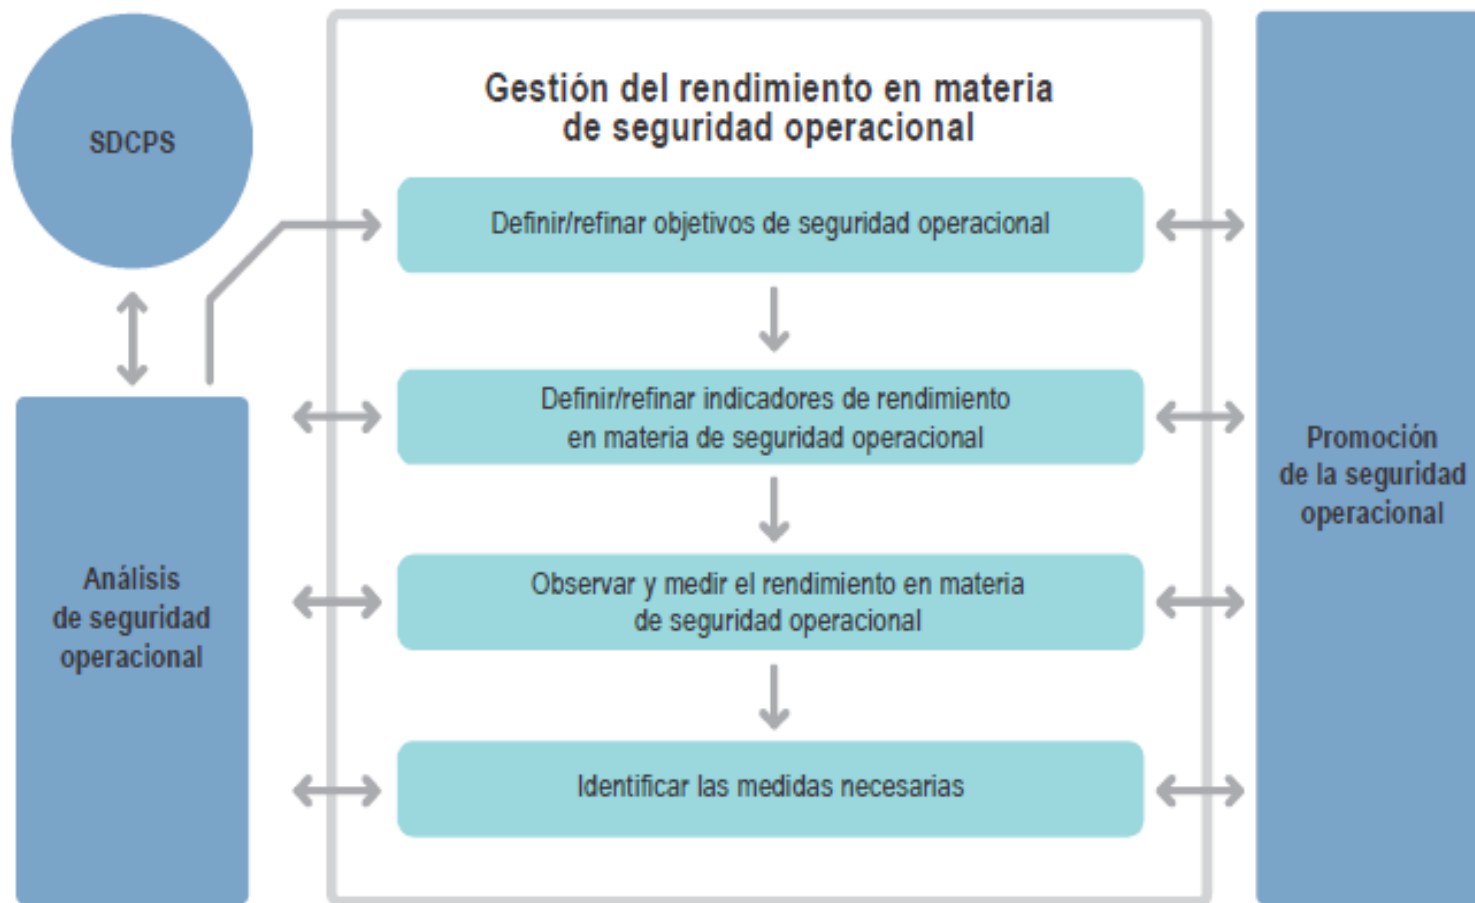 SDCPS
Análisis
de seguridad
operacional
Gestión del rendimiento en materia
de seguridad operacional
Definir/refinar objetivos de seguridad operacional
Definir/refinar indicadores de rendimiento
en materia de seguridad operacional
Observar y medir el rendimiento en materia
de seguridad operacional
Identificar las medidas necesarias
Promoción
de la seguridad
operacional